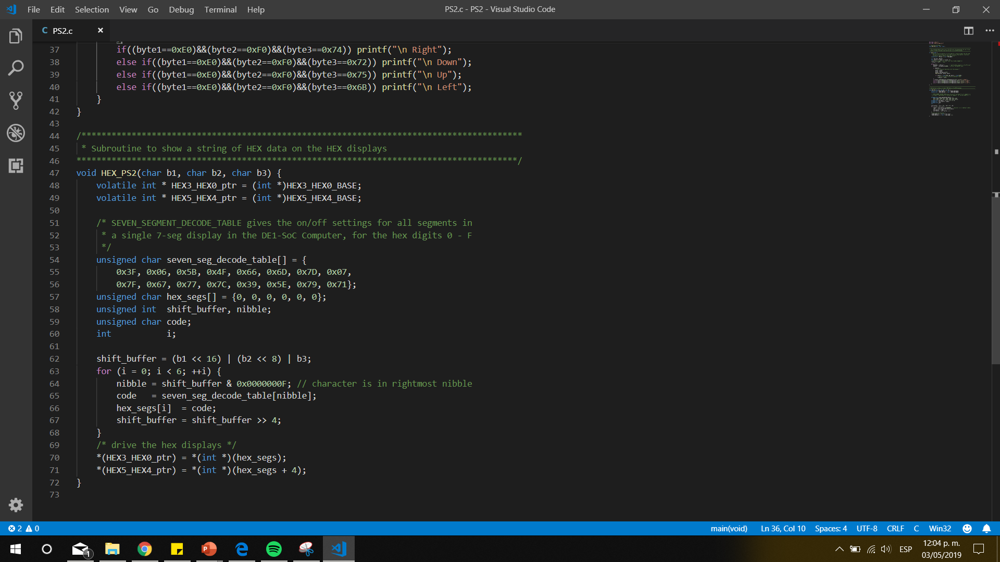 File Edit Selection View Go Debug Terminal Help
PS2.c - PS2 - Visual Studio Code
C PS2.c ×
37 if((byte1==0xE0)&&(byte2==0xF0)&&(byte3==0x74)) printf("\n Right");
38 else if((byte1==0xE0)&&(byte2==0xF0)&&(byte3==0x72)) printf("\n Down");
39 else if((byte1==0xE0)&&(byte2==0xF0)&&(byte3==0x75)) printf("\n Up");
40 else if((byte1==0xE0)&&(byte2==0xF0)&&(byte3==0x6B)) printf("\n Left");
41 }
42 }
43
44 /****************************************************************************************
45 * Subroutine to show a string of HEX data on the HEX displays
46 ****************************************************************************************/
47 void HEX_PS2(char b1, char b2, char b3) {
48 volatile int * HEX3_HEX0_ptr = (int *)HEX3_HEX0_BASE;
49 volatile int * HEX5_HEX4_ptr = (int *)HEX5_HEX4_BASE;
50
51 /* SEVEN_SEGMENT_DECODE_TABLE gives the on/off settings for all segments in
52 * a single 7-seg display in the DE1-SoC Computer, for the hex digits 0 - F
53 */
54 unsigned char seven_seg_decode_table[] = {
55 0x3F, 0x06, 0x5B, 0x4F, 0x66, 0x6D, 0x7D, 0x07,
56 0x7F, 0x67, 0x77, 0x7C, 0x39, 0x5E, 0x79, 0x71};
57 unsigned char hex_segs[] = {0, 0, 0, 0, 0, 0};
58 unsigned int  shift_buffer, nibble;
59 unsigned char code;
60 int           i;
61
62 shift_buffer = (b1 << 16) | (b2 << 8) | b3;
63 for (i = 0; i < 6; ++i) {
64 nibble = shift_buffer & 0x0000000F; // character is in rightmost nibble
65 code   = seven_seg_decode_table[nibble];
66 hex_segs[i]  = code;
67 shift_buffer = shift_buffer >> 4;
68 }
69 /* drive the hex displays */
70 *(HEX3_HEX0_ptr) = *(int *)(hex_segs);
71 *(HEX5_HEX4_ptr) = *(int *)(hex_segs + 4);
72 }
73
2 0 main(void) Ln 36, Col 10 Spaces: 4 UTF-8 CRLF C Win32
1 ESP 12:04 p. m.
03/05/2019